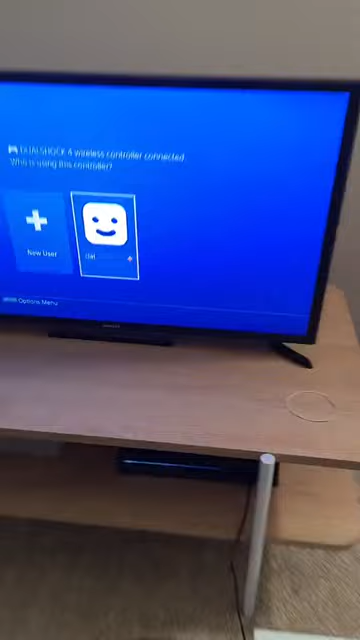 DUALSHOCK 4 wireless controller connected.
Who is using this controller?
New User
Options Menu